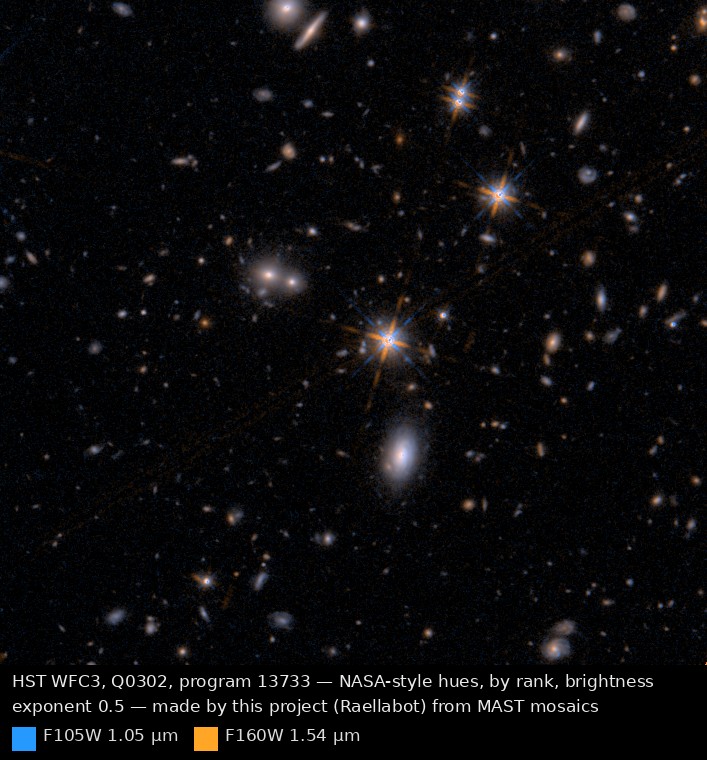 HST WFC3, Q0302, program 13733 — NASA-style hues, by rank, brightness
exponent 0.5 — made by this project (Raellabot) from MAST mosaics
F105W 1.05 μm F160W 1.54 μm